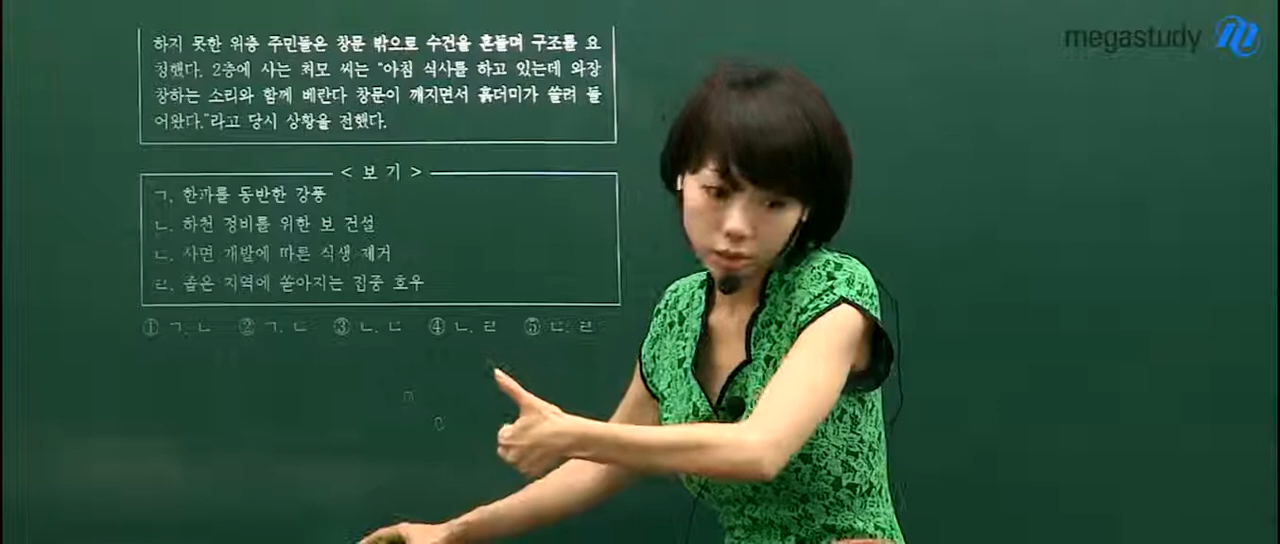 하지 못한 위층 주민들은 창문 밖으로 수건을 흔들며 구조를 요
청했다. 2층에 사는 최모 씨는 "아침 식사를 하고 있는데 와장
창하는 소리와 함께 베란다 창문이 깨지면서 흙더미가 쓸려 들
어왔다."라고 당시 상황을 전했다.
megastudy
< 보 기 >
ㄱ. 한파를 동반한 강풍
ㄴ. 하천 정비를 위한 보 건설
ㄷ. 사면 개발에 따른 식생 제거
ㄹ. 좁은 지역에 쏟아지는 집중 호우
① ㄱ, ㄴ ② ㄱ, ㄷ ③ ㄴ, ㄷ ④ ㄴ, ㄹ ⑤ ㄷ, ㄹ